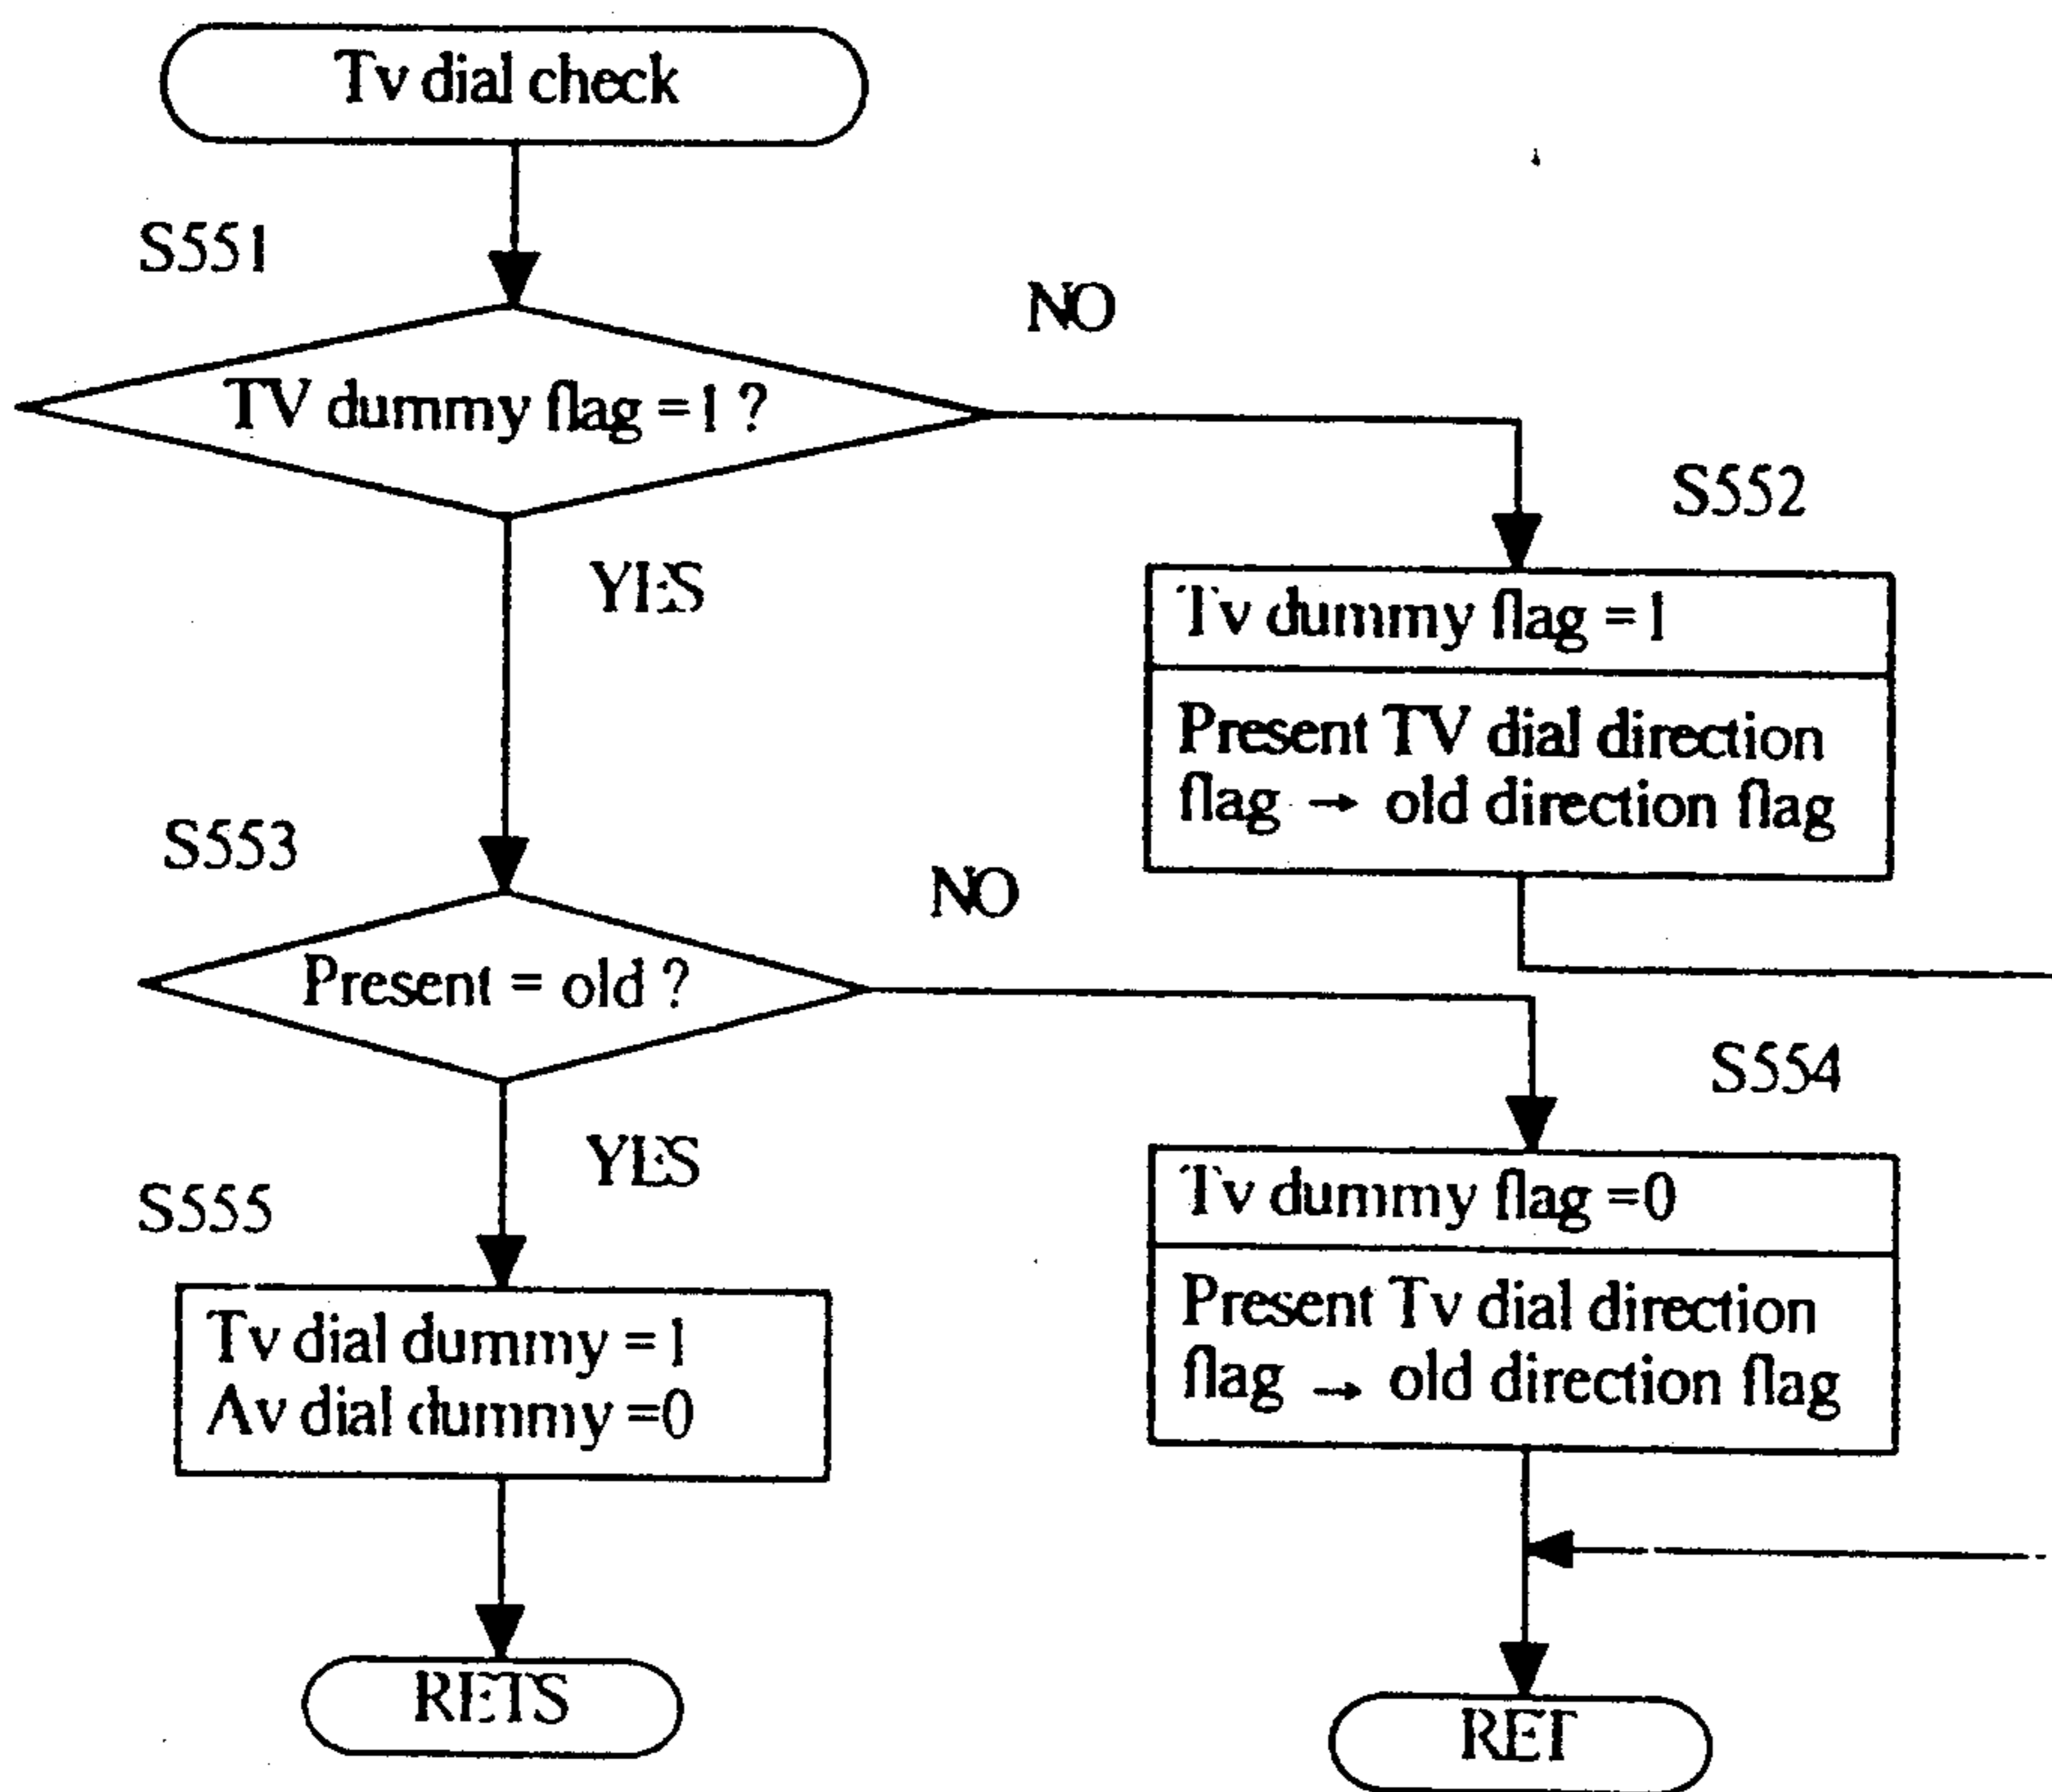 Tv dial check
S551
NO
TV dummy flag =1 ?
S552
YES
Tv dummy flag =1
Present TV dial direction
flag → old direction flag
S553
NO
Present = old ?
S554
YES
Tv dummy flag =0
S555
Present Tv dial direction
flag → old direction flag
Tv dial dummy =1
Av dial dummy =0
RETS
RET